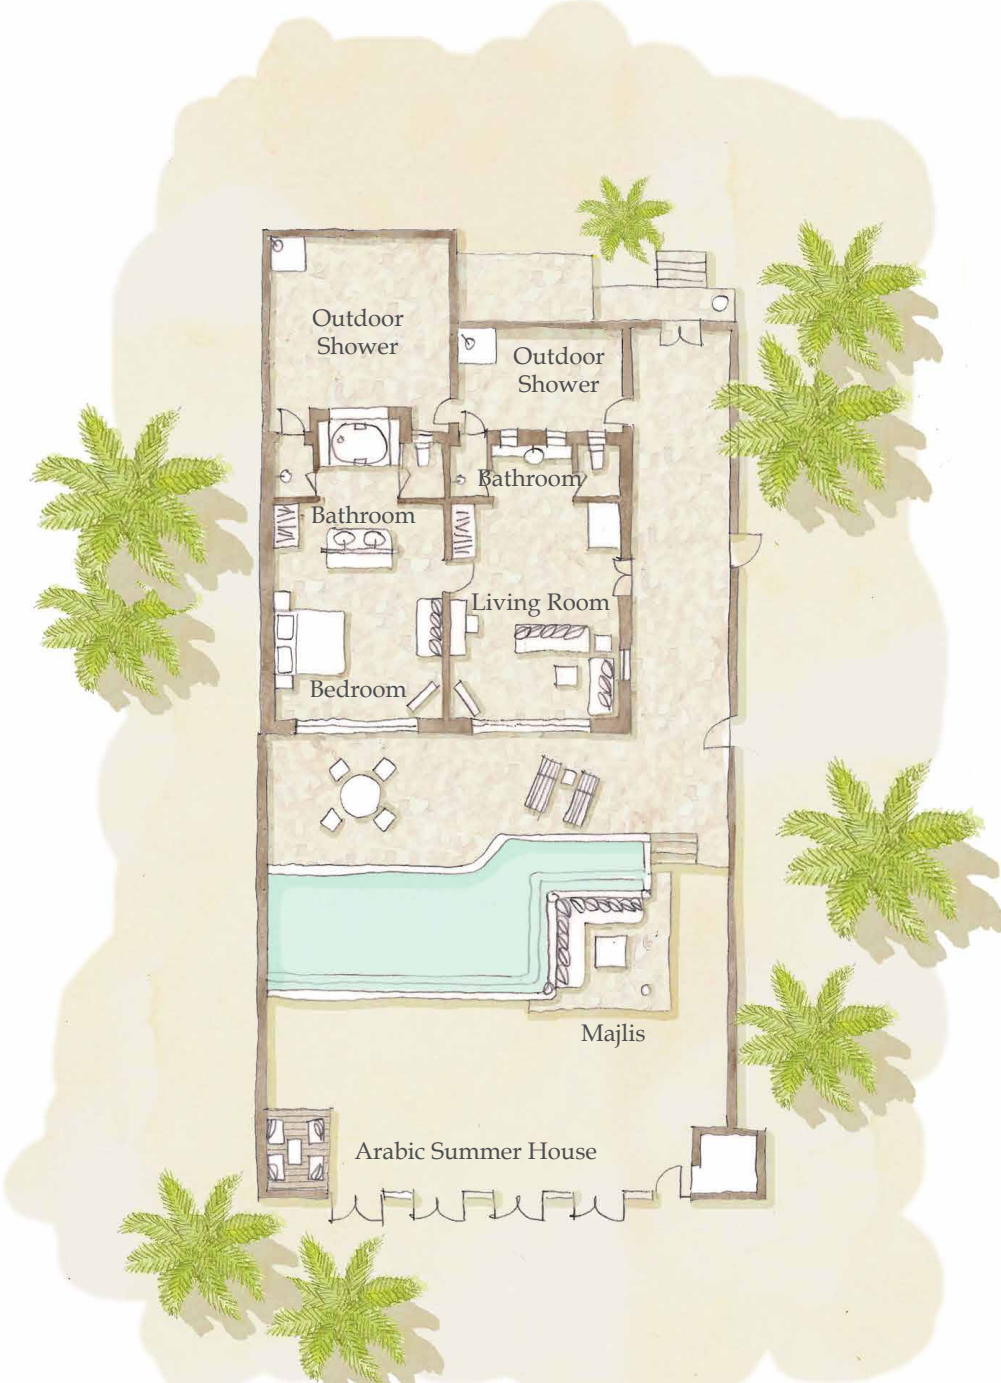 Outdoor
Shower
Outdoor
Shower
Bathroom
Bathroom
Living Room
Bedroom
Majlis
Arabic Summer House